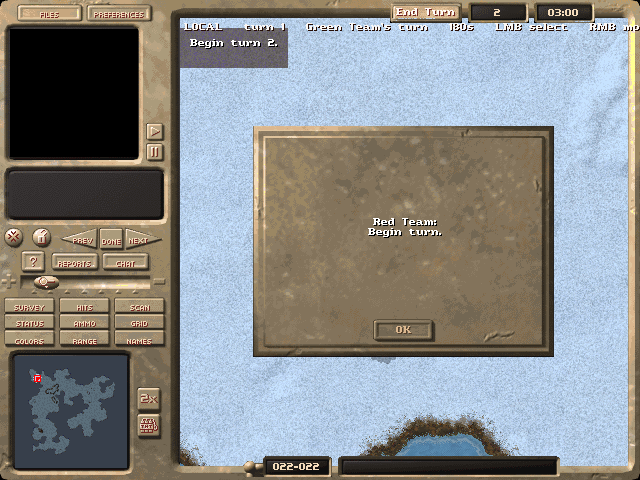 FILES
PREFERENCES
End Turn
2
03:00
LOCAL turn 1 Green Team's turn 180s LMB select RMB mo
Begin turn 2.
Red Team:
Begin turn.
OK
PREV
DONE
NEXT
?
REPORTS
CHAT
SURVEY
HITS
SCAN
STATUS
AMMO
GRID
COLORS
RANGE
NAMES
2x
022-022